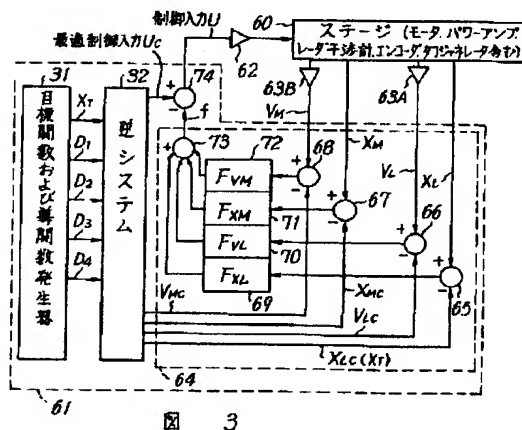 制御入力U
60
ステージ(モータ、パワーアンプ、
レーザ干渉計、エンコーダ、タコジェネレータ含む)
最適制御入力Uc
62
63B
63A
31
32
74
目標関数および導関数発生器
逆システム
XT
D1
D2
D3
D4
f
VM
XM
VL
XL
73
72
FVM
FXM
FVL
FXL
71
70
69
68
67
66
65
VMC
XMC
VLC
XLC(XT)
64
61
図 3